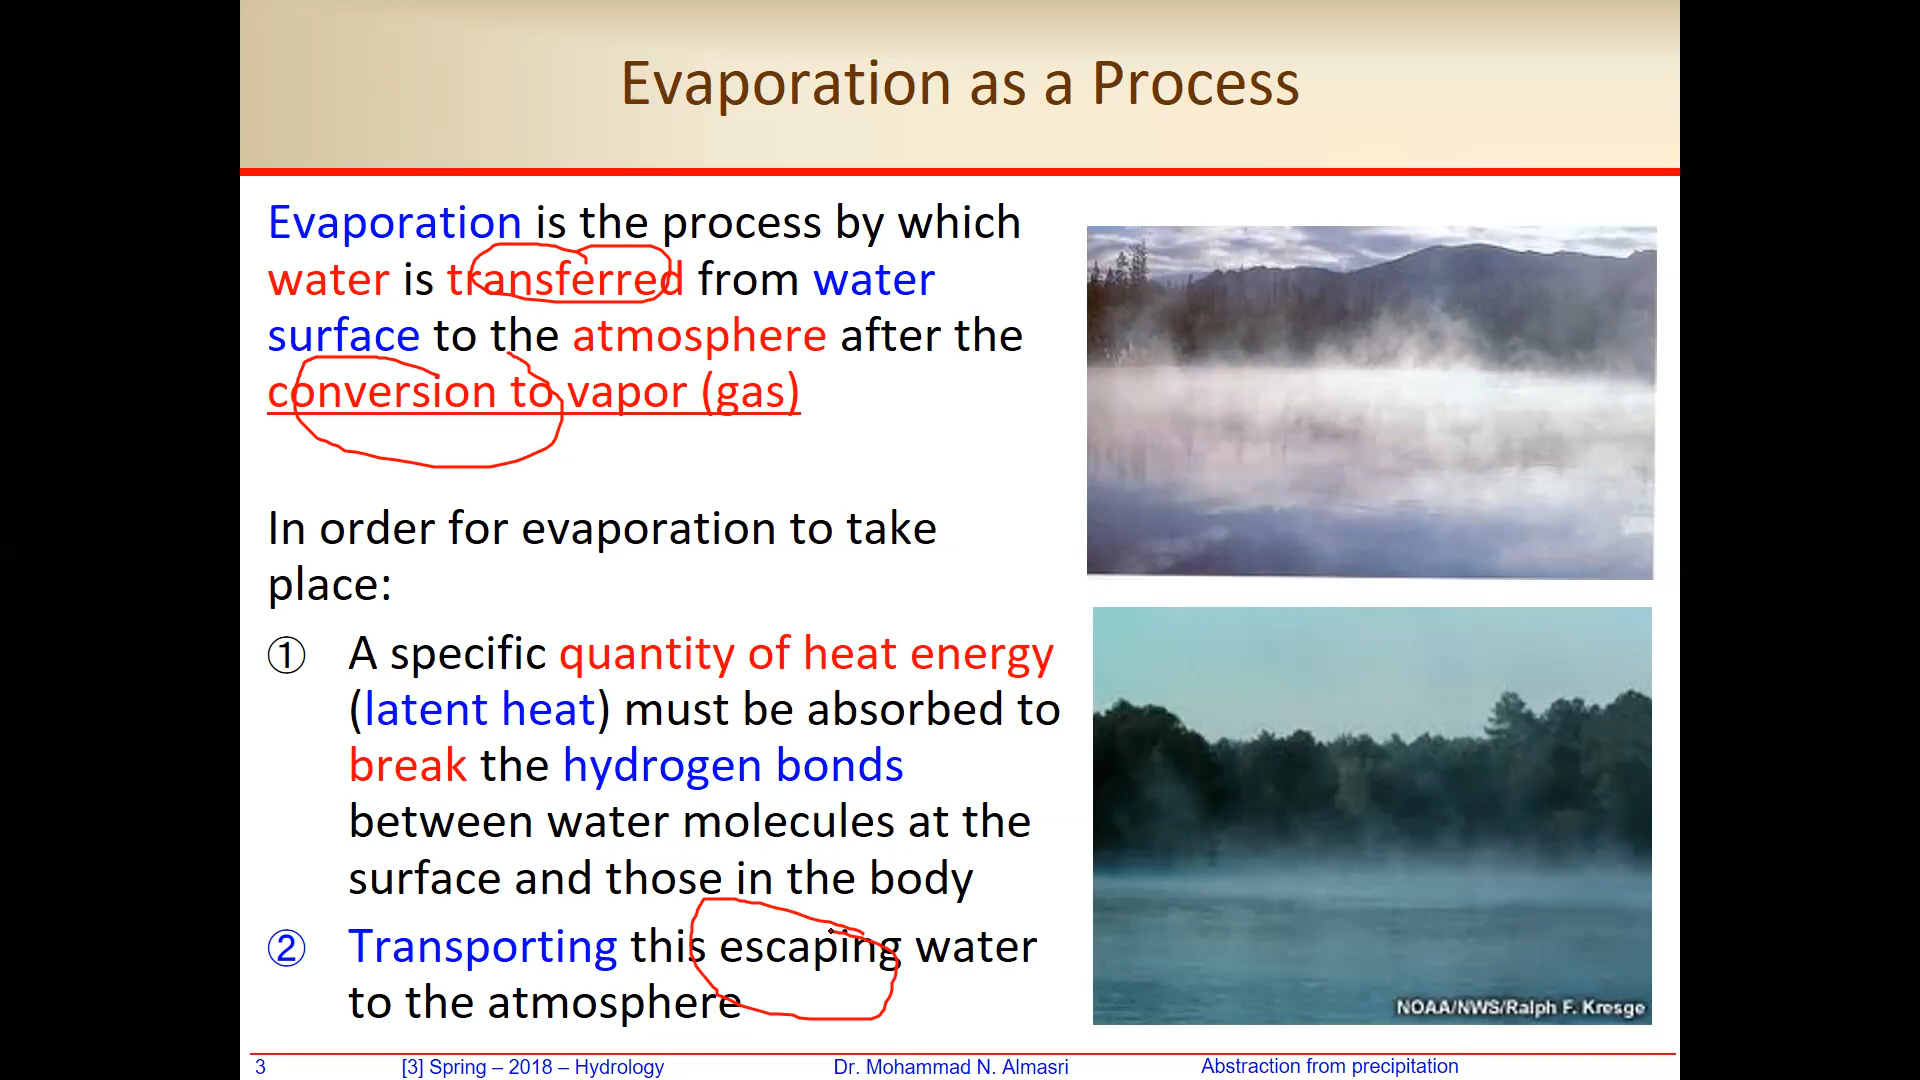 Evaporation as a Process
Evaporation is the process by which
water is transferred from water
surface to the atmosphere after the
conversion to vapor (gas)
In order for evaporation to take
place:
① A specific quantity of heat energy
(latent heat) must be absorbed to
break the hydrogen bonds
between water molecules at the
surface and those in the body
② Transporting this escaping water
to the atmosphere
NOAA/NWS/Ralph F. Kresge
3 [3] Spring – 2018 – Hydrology Dr. Mohammad N. Almasri Abstraction from precipitation